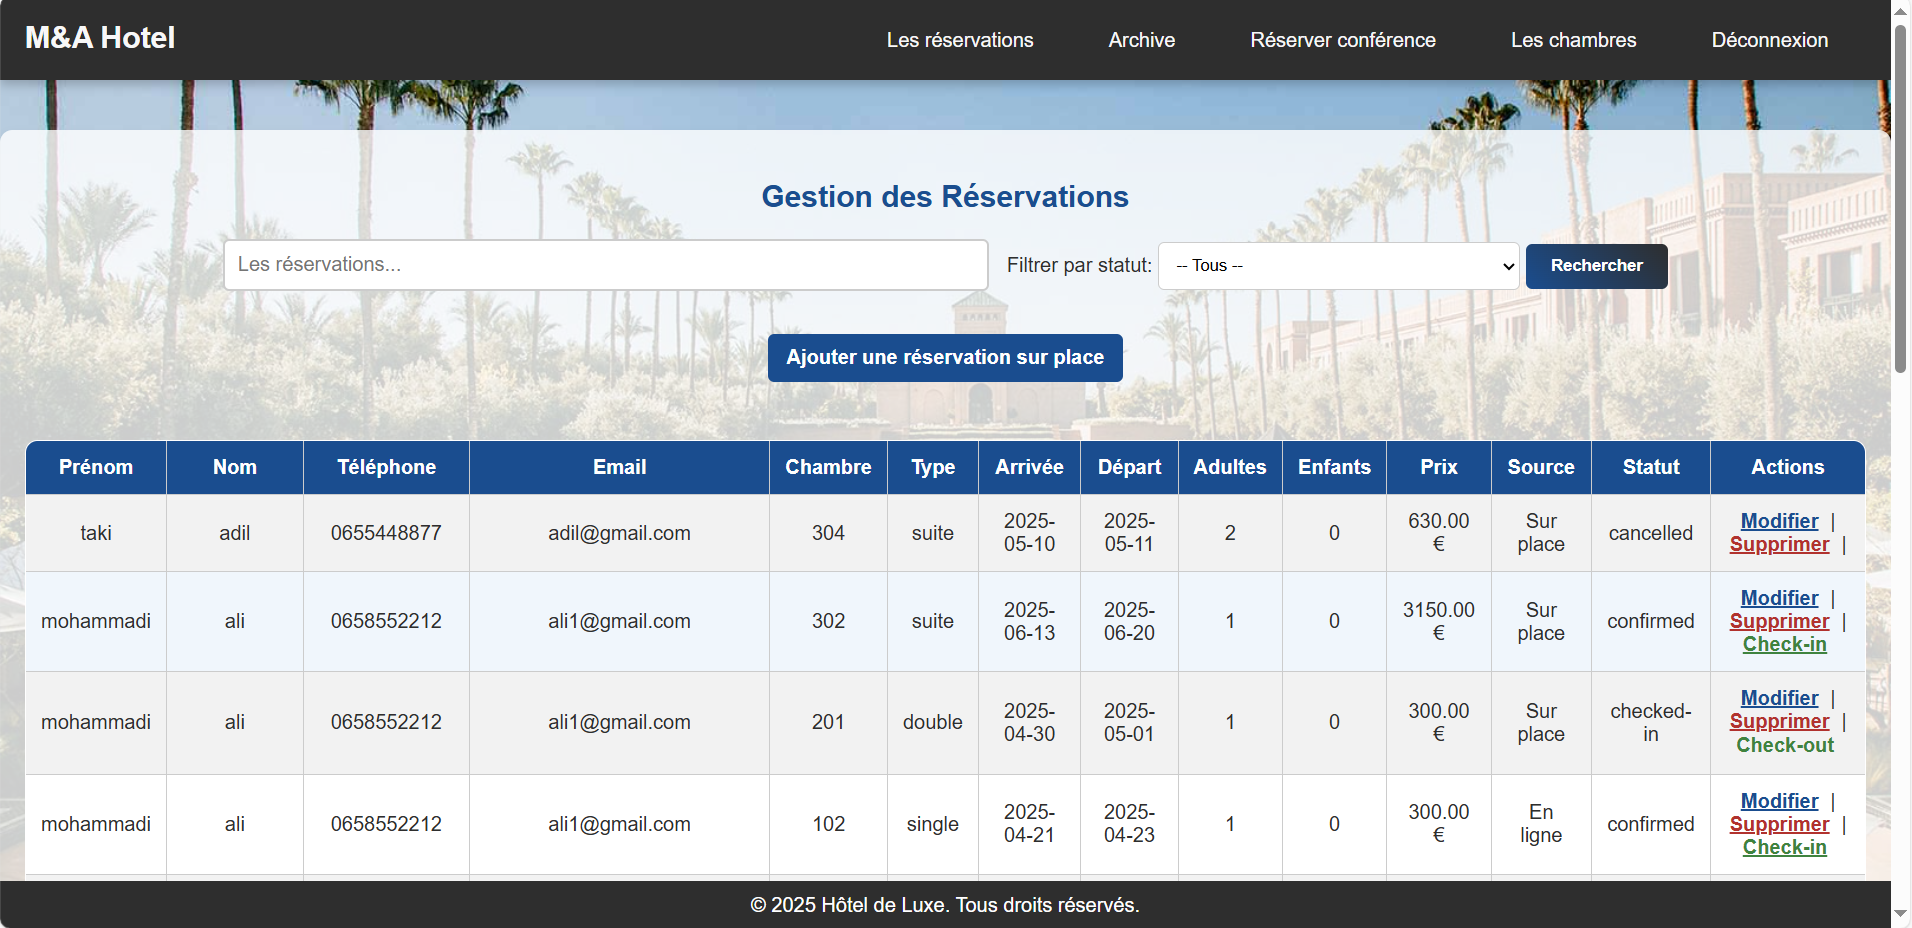 M&A Hotel
Les réservations
Archive
Réserver conférence
Les chambres
Déconnexion
Gestion des Réservations
Les réservations...
Filtrer par statut:
-- Tous --
Rechercher
Ajouter une réservation sur place
Prénom Nom Téléphone Email Chambre Type Arrivée Départ Adultes Enfants Prix Source Statut Actions
taki adil 0655448877 adil@gmail.com 304 suite 2025-05-10 2025-05-11 2 0 630.00 € Sur place cancelled Modifier | Supprimer |
mohammadi ali 0658552212 ali1@gmail.com 302 suite 2025-06-13 2025-06-20 1 0 3150.00 € Sur place confirmed Modifier | Supprimer | Check-in
mohammadi ali 0658552212 ali1@gmail.com 201 double 2025-04-30 2025-05-01 1 0 300.00 € Sur place checked-in Modifier | Supprimer | Check-out
mohammadi ali 0658552212 ali1@gmail.com 102 single 2025-04-21 2025-04-23 1 0 300.00 € En ligne confirmed Modifier | Supprimer | Check-in
© 2025 Hôtel de Luxe. Tous droits réservés.